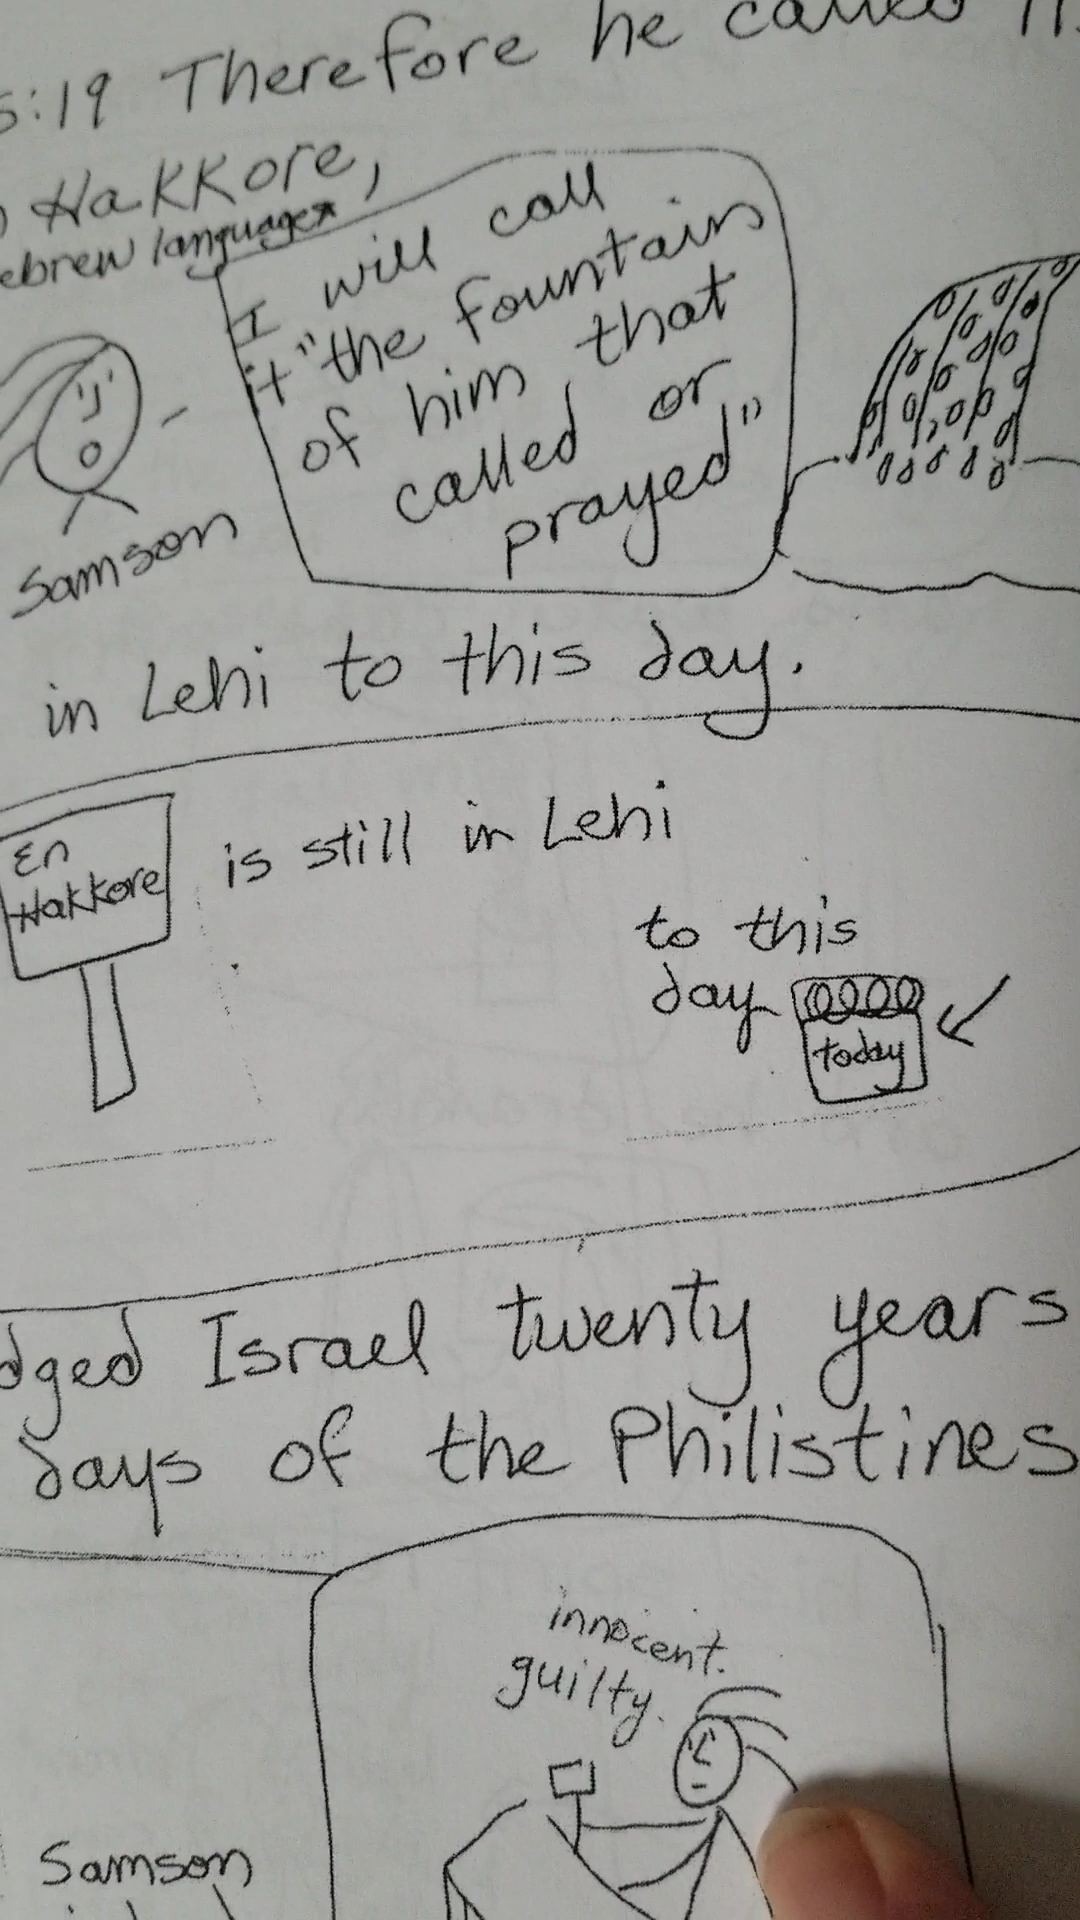 5:19 Therefore he called
Hakkore,
ebrew language*
I will call
it "the fountain
of him, that
called or
prayed"
Samson
in Lehi to this day.
En
Hakkore
is still in Lehi
to this
day
today
dged Israel twenty years
days of the Philistines
innocent.
guilty.
Samson